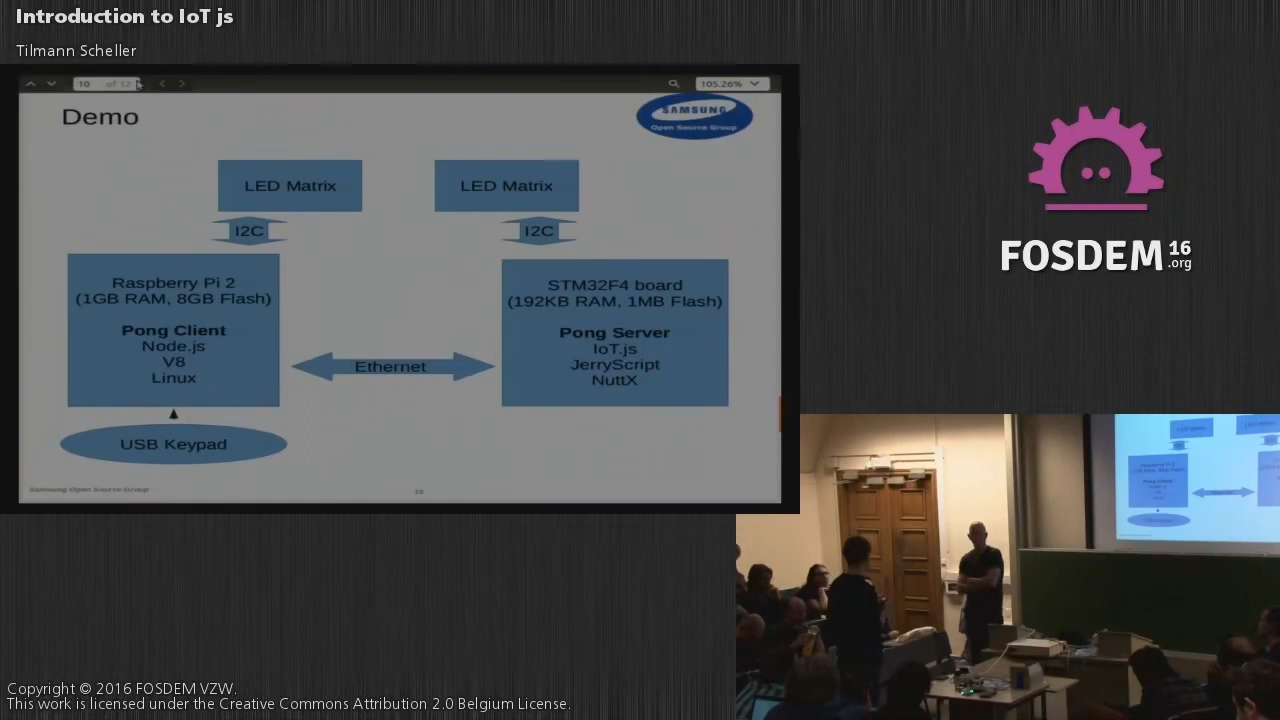 Introduction to IoT js
Tilmann Scheller
10 of 12
105.26%
Demo
SAMSUNG
Open Source Group
LED Matrix
LED Matrix
I2C
I2C
Raspberry Pi 2
(1GB RAM, 8GB Flash)
Pong Client
Node.js
V8
Linux
STM32F4 board
(192KB RAM, 1MB Flash)
Pong Server
IoT.js
JerryScript
NuttX
Ethernet
USB Keypad
Samsung Open Source Group
10
FOSDEM 16
.org
Copyright © 2016 FOSDEM VZW.
This work is licensed under the Creative Commons Attribution 2.0 Belgium License.